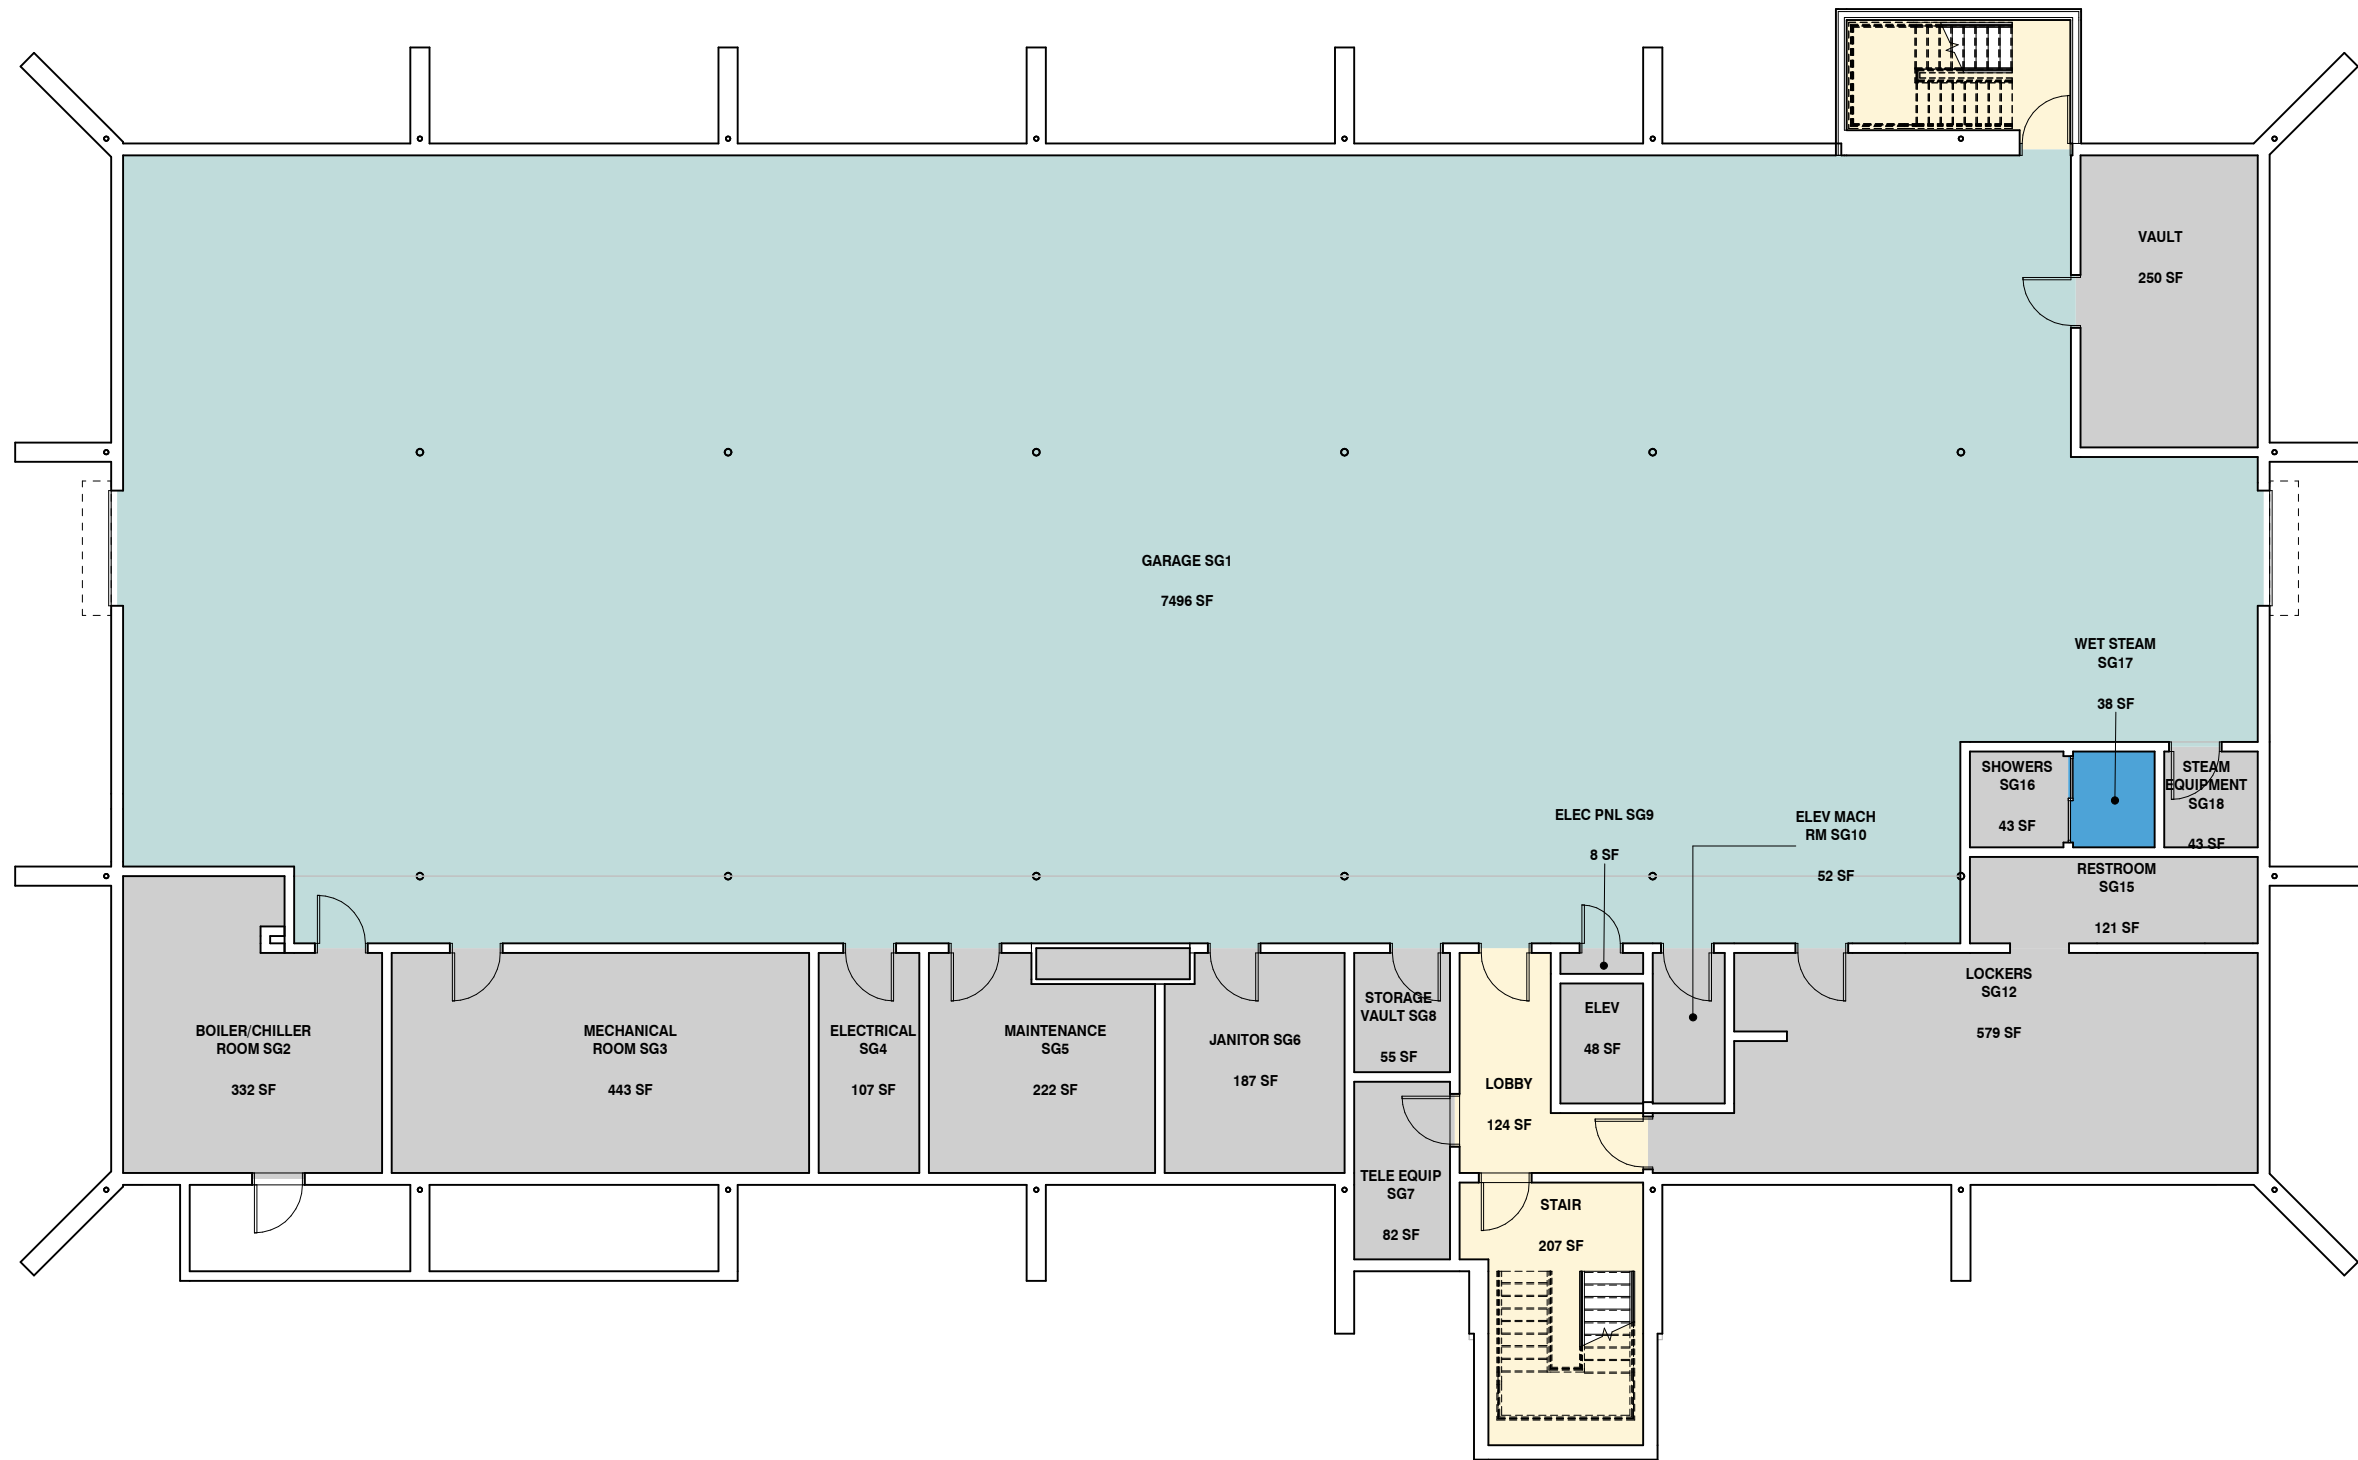 VAULT
250 SF
GARAGE SG1
7496 SF
WET STEAM
SG17
38 SF
SHOWERS
SG16
43 SF
STEAM
EQUIPMENT
SG18
43 SF
ELEC PNL SG9
8 SF
ELEV MACH
RM SG10
52 SF
RESTROOM
SG15
121 SF
LOCKERS
SG12
579 SF
BOILER/CHILLER
ROOM SG2
332 SF
MECHANICAL
ROOM SG3
443 SF
ELECTRICAL
SG4
107 SF
MAINTENANCE
SG5
222 SF
JANITOR SG6
187 SF
STORAGE
VAULT SG8
55 SF
ELEV
48 SF
LOBBY
124 SF
TELE EQUIP
SG7
82 SF
STAIR
207 SF